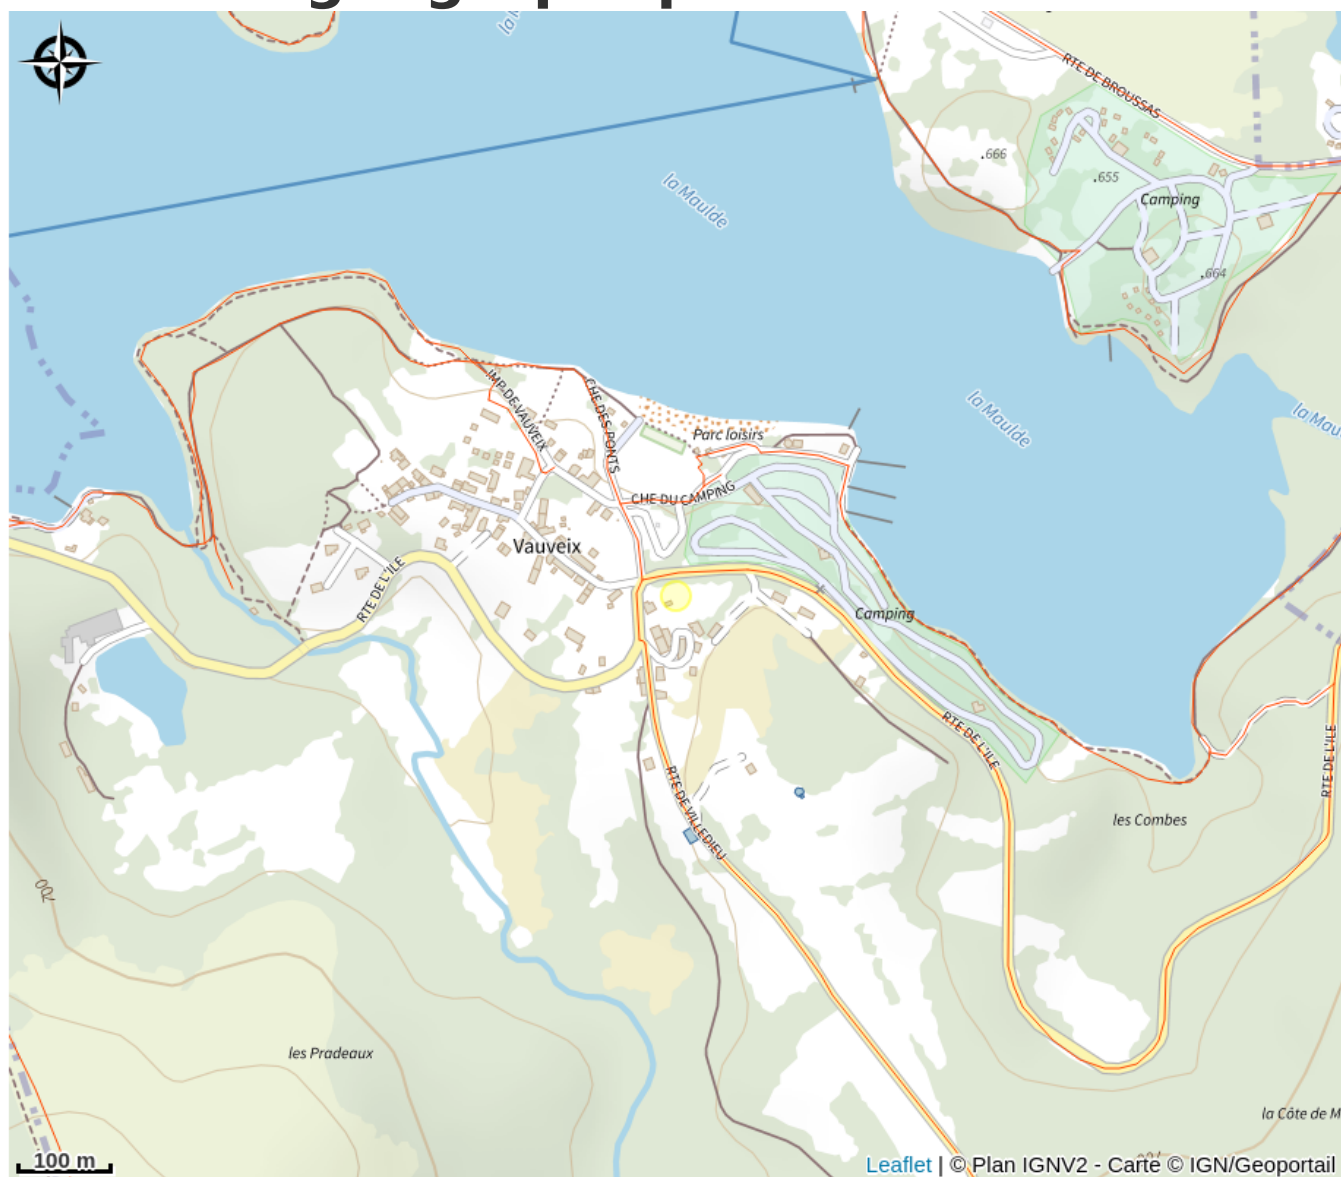 la Maulde
RTE DE BROUSSAS
.666
.655
Camping
.664
la Maulde
la Mau
IMP-DE-VAUVEIX
CHE DES PONTS
Parc loisirs
CHE DU CAMPING
Vauveix
RTE DE L'ILE
Camping
RTE DE L'ILE
RTE DE L'ILE
RTE DE VILLEDIEU
les Combes
700
les Pradeaux
la Côte de M
700
100 m
Leaflet | © Plan IGNV2 - Carte © IGN/Geoportail